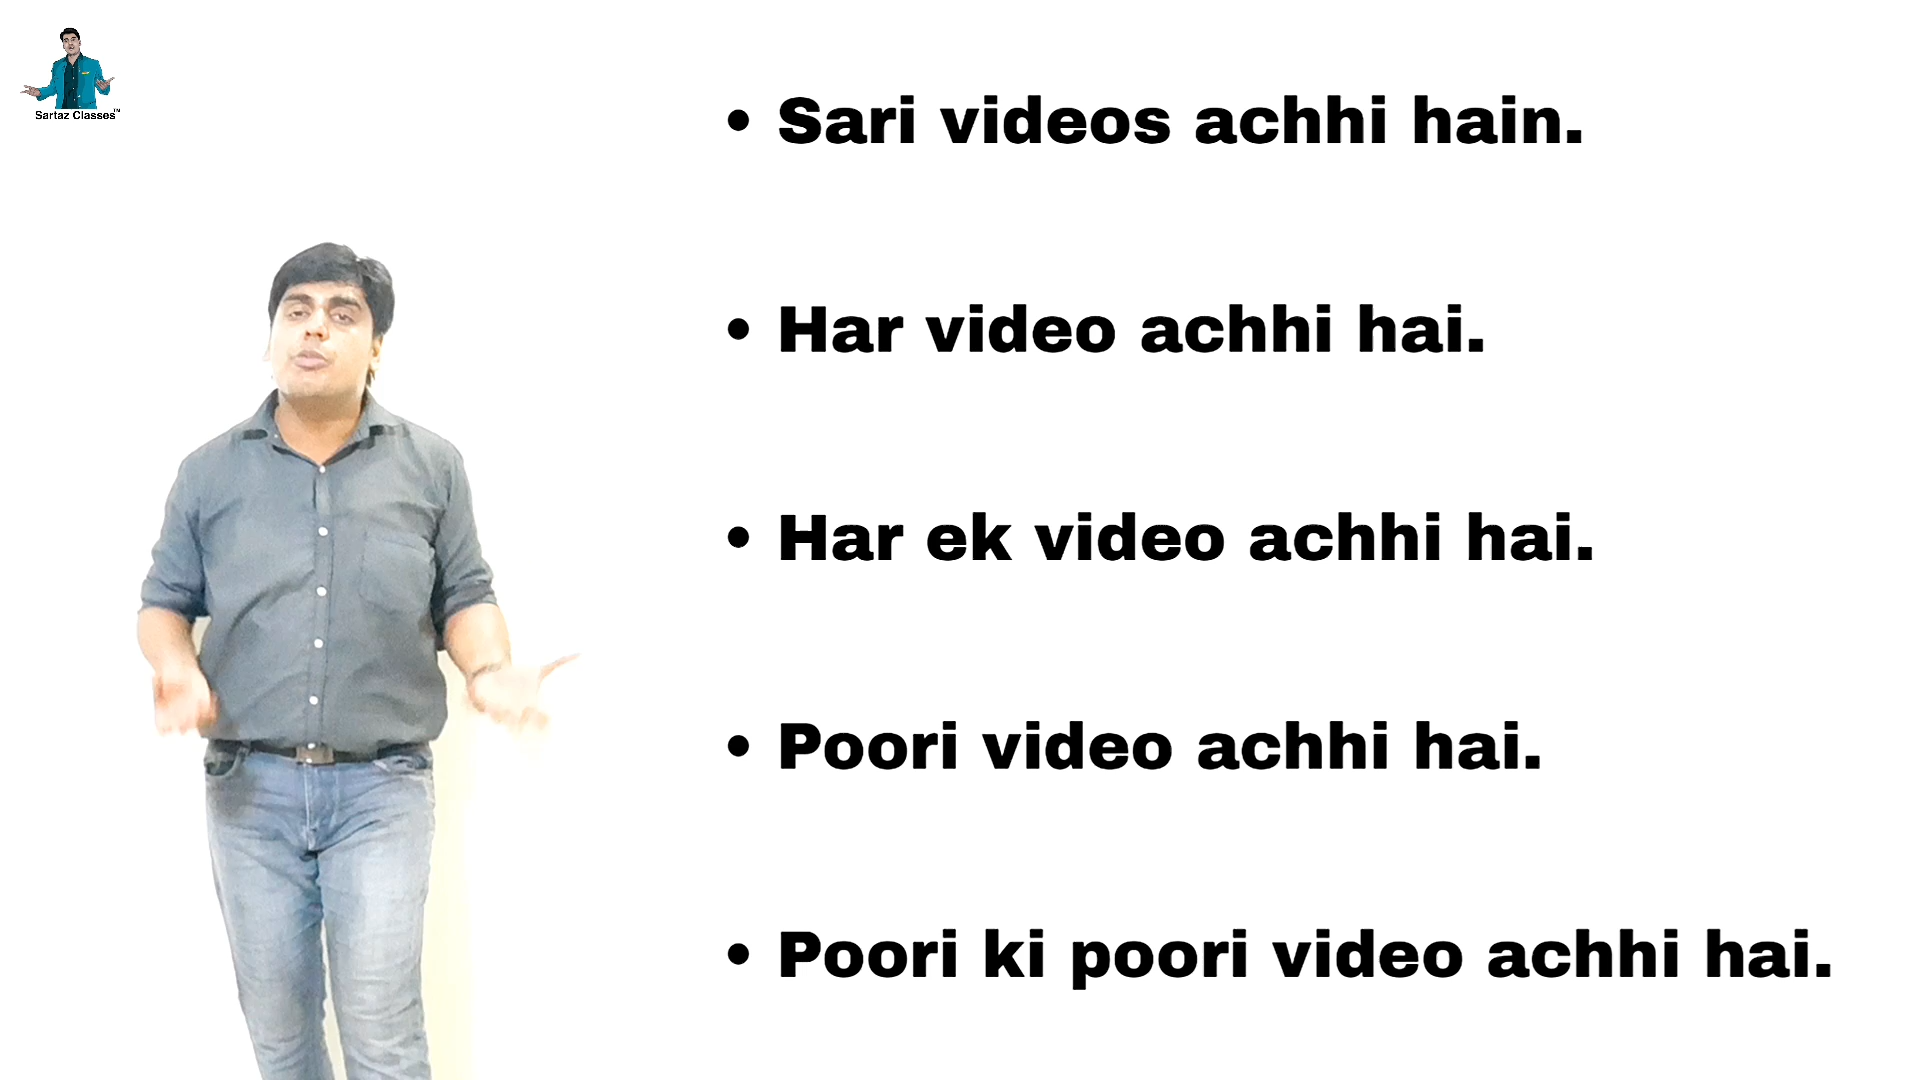 Sartaz Classes™
• Sari videos achhi hain.
• Har video achhi hai.
• Har ek video achhi hai.
• Poori video achhi hai.
• Poori ki poori video achhi hai.